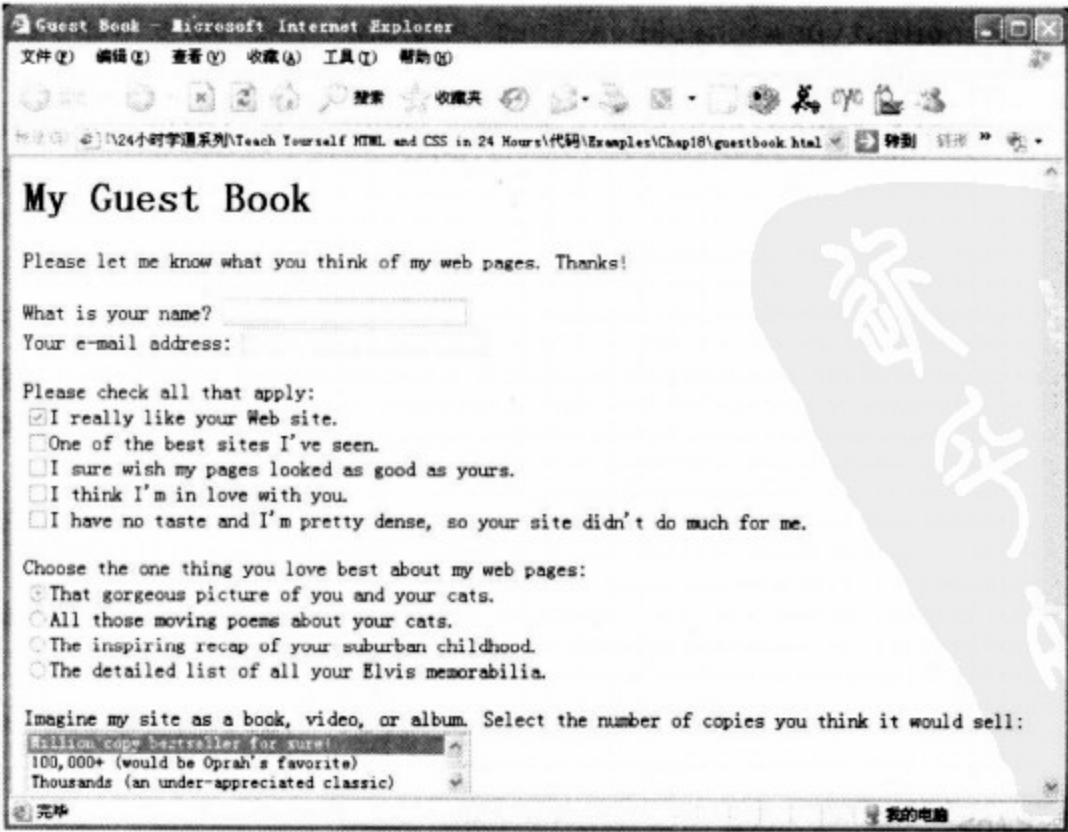 Guest Book - Microsoft Internet Explorer
文件(F) 编辑(E) 查看(V) 收藏(A) 工具(T) 帮助(H)
搜索 收藏夹
\24小时学通系列\Teach Yourself HTML and CSS in 24 Hours\代码\Examples\Chap18\guestbook.html 转到 链接 »
My Guest Book
Please let me know what you think of my web pages. Thanks!
What is your name?
Your e-mail address:
Please check all that apply:
I really like your Web site.
One of the best sites I've seen.
I sure wish my pages looked as good as yours.
I think I'm in love with you.
I have no taste and I'm pretty dense, so your site didn't do much for me.
Choose the one thing you love best about my web pages:
That gorgeous picture of you and your cats.
All those moving poems about your cats.
The inspiring recap of your suburban childhood.
The detailed list of all your Elvis memorabilia.
Imagine my site as a book, video, or album. Select the number of copies you think it would sell:
Million copy bestseller for sure!
100,000+ (would be Oprah's favorite)
Thousands (an under-appreciated classic)
完毕 我的电脑